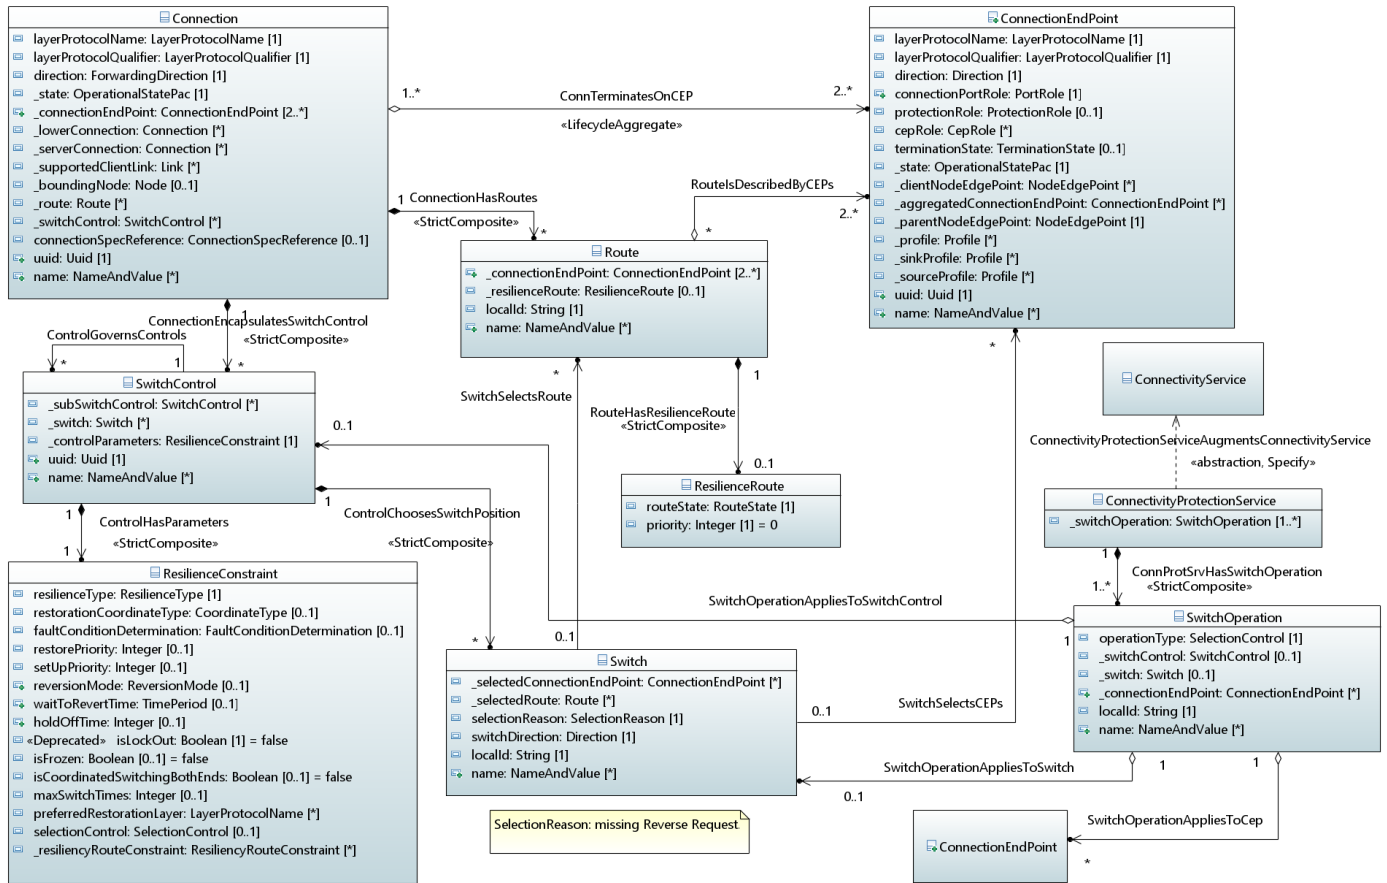 Connection
layerProtocolName: LayerProtocolName [1]
layerProtocolQualifier: LayerProtocolQualifier [1]
direction: ForwardingDirection [1]
_state: OperationalStatePac [1]
_connectionEndPoint: ConnectionEndPoint [2..*]
_lowerConnection: Connection [*]
_serverConnection: Connection [*]
_supportedClientLink: Link [*]
_boundingNode: Node [0..1]
_route: Route [*]
_switchControl: SwitchControl [*]
connectionSpecReference: ConnectionSpecReference [0..1]
uuid: Uuid [1]
name: NameAndValue [*]
1..*
ConnTerminatesOnCEP
2..*
«LifecycleAggregate»
ConnectionEndPoint
layerProtocolName: LayerProtocolName [1]
layerProtocolQualifier: LayerProtocolQualifier [1]
direction: Direction [1]
connectionPortRole: PortRole [1]
protectionRole: ProtectionRole [0..1]
cepRole: CepRole [*]
terminationState: TerminationState [0..1]
_state: OperationalStatePac [1]
_clientNodeEdgePoint: NodeEdgePoint [*]
_aggregatedConnectionEndPoint: ConnectionEndPoint [*]
_parentNodeEdgePoint: NodeEdgePoint [1]
_profile: Profile [*]
_sinkProfile: Profile [*]
_sourceProfile: Profile [*]
uuid: Uuid [1]
name: NameAndValue [*]
1
ConnectionHasRoutes
«StrictComposite»
*
RouteIsDescribedByCEPs
2..*
*
Route
_connectionEndPoint: ConnectionEndPoint [2..*]
_resilienceRoute: ResilienceRoute [0..1]
localId: String [1]
name: NameAndValue [*]
1
ConnectionEncapsulatesSwitchControl
«StrictComposite»
*
ControlGovernsControls
*
1
SwitchControl
_subSwitchControl: SwitchControl [*]
_switch: Switch [*]
_controlParameters: ResilienceConstraint [1]
uuid: Uuid [1]
name: NameAndValue [*]
0..1
*
SwitchSelectsRoute
1
RouteHasResilienceRoute
«StrictComposite»
0..1
*
ConnectivityService
ConnectivityProtectionServiceAugmentsConnectivityService
«abstraction, Specify»
ResilienceRoute
routeState: RouteState [1]
priority: Integer [1] = 0
ConnectivityProtectionService
_switchOperation: SwitchOperation [1..*]
1
ControlHasParameters
«StrictComposite»
1
1
ControlChoosesSwitchPosition
«StrictComposite»
*
1
ConnProtSrvHasSwitchOperation
1..*
«StrictComposite»
ResilienceConstraint
resilienceType: ResilienceType [1]
restorationCoordinateType: CoordinateType [0..1]
faultConditionDetermination: FaultConditionDetermination [0..1]
restorePriority: Integer [0..1]
setUpPriority: Integer [0..1]
reversionMode: ReversionMode [0..1]
waitToRevertTime: TimePeriod [0..1]
holdOffTime: Integer [0..1]
«Deprecated» isLockOut: Boolean [1] = false
isFrozen: Boolean [0..1] = false
isCoordinatedSwitchingBothEnds: Boolean [0..1] = false
maxSwitchTimes: Integer [0..1]
preferredRestorationLayer: LayerProtocolName [*]
selectionControl: SelectionControl [0..1]
_resiliencyRouteConstraint: ResiliencyRouteConstraint [*]
SwitchOperationAppliesToSwitchControl
1
0..1
Switch
_selectedConnectionEndPoint: ConnectionEndPoint [*]
_selectedRoute: Route [*]
selectionReason: SelectionReason [1]
switchDirection: Direction [1]
localId: String [1]
name: NameAndValue [*]
0..1
SwitchSelectsCEPs
SwitchOperation
operationType: SelectionControl [1]
_switchControl: SwitchControl [0..1]
_switch: Switch [0..1]
_connectionEndPoint: ConnectionEndPoint [*]
localId: String [1]
name: NameAndValue [*]
SwitchOperationAppliesToSwitch
1
0..1
1
SwitchOperationAppliesToCep
*
SelectionReason: missing Reverse Request
ConnectionEndPoint